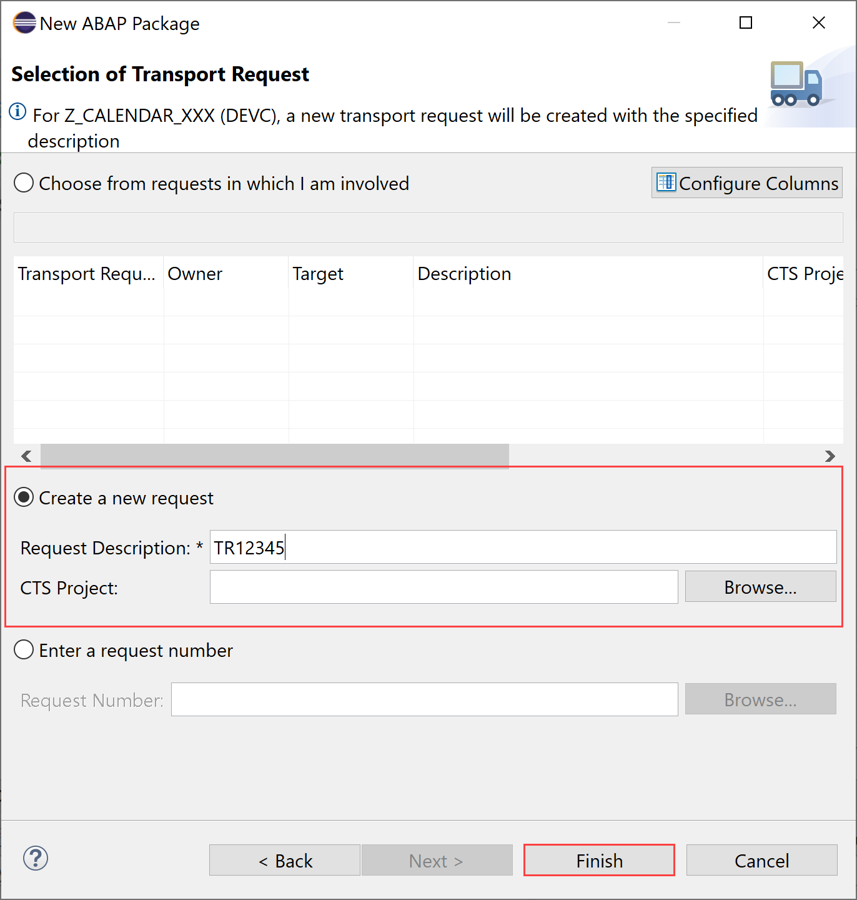 New ABAP Package
Selection of Transport Request
For Z_CALENDAR_XXX (DEVC), a new transport request will be created with the specified
description
Choose from requests in which I am involved
Configure Columns
Transport Requ... Owner Target Description CTS Proje
Create a new request
Request Description: * TR12345
CTS Project: Browse...
Enter a request number
Request Number: Browse...
? < Back Next > Finish Cancel